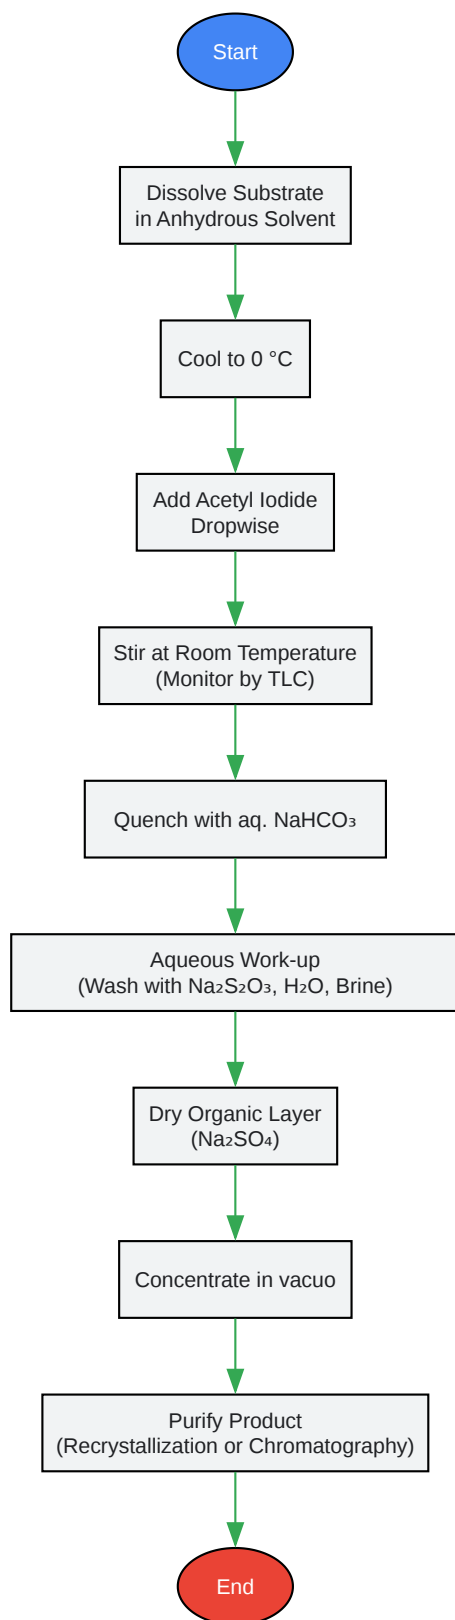 Start
Dissolve Substrate
in Anhydrous Solvent
Cool to 0 °C
Add Acetyl Iodide
Dropwise
Stir at Room Temperature
(Monitor by TLC)
Quench with aq. NaHCO₃
Aqueous Work-up
(Wash with Na₂S₂O₃, H₂O, Brine)
Dry Organic Layer
(Na₂SO₄)
Concentrate in vacuo
Purify Product
(Recrystallization or Chromatography)
End